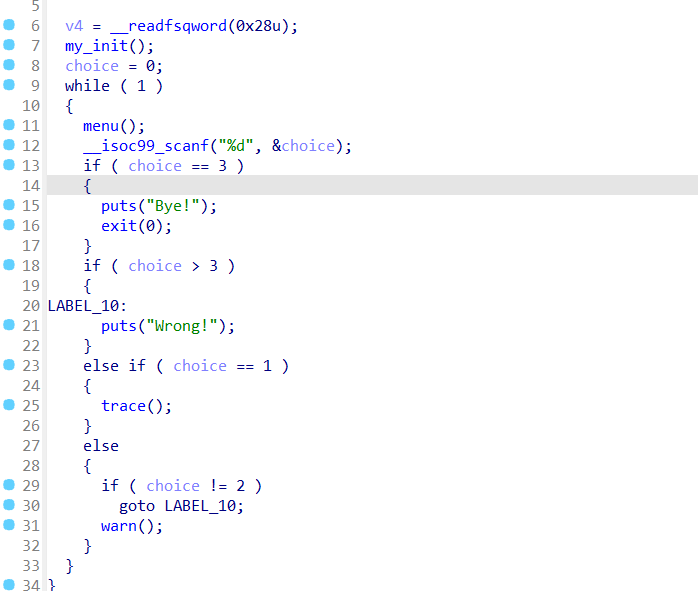 5
6 v4 = __readfsqword(0x28u);
7 my_init();
8 choice = 0;
9 while ( 1 )
10 {
11 menu();
12 __isoc99_scanf("%d", &choice);
13 if ( choice == 3 )
14 {
15 puts("Bye!");
16 exit(0);
17 }
18 if ( choice > 3 )
19 {
20 LABEL_10:
21 puts("Wrong!");
22 }
23 else if ( choice == 1 )
24 {
25 trace();
26 }
27 else
28 {
29 if ( choice != 2 )
30 goto LABEL_10;
31 warn();
32 }
33 }
34 }